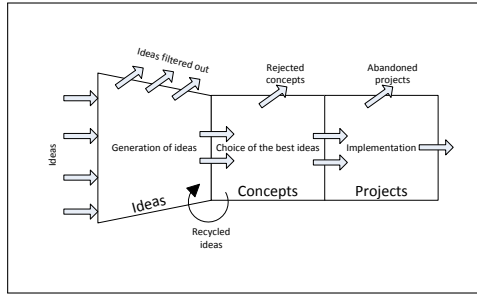 Ideas filtered out
Rejected
concepts
Abandoned
projects
Ideas
Generation of ideas
Choice of the best ideas
Implementation
Ideas
Concepts
Projects
Recycled
ideas